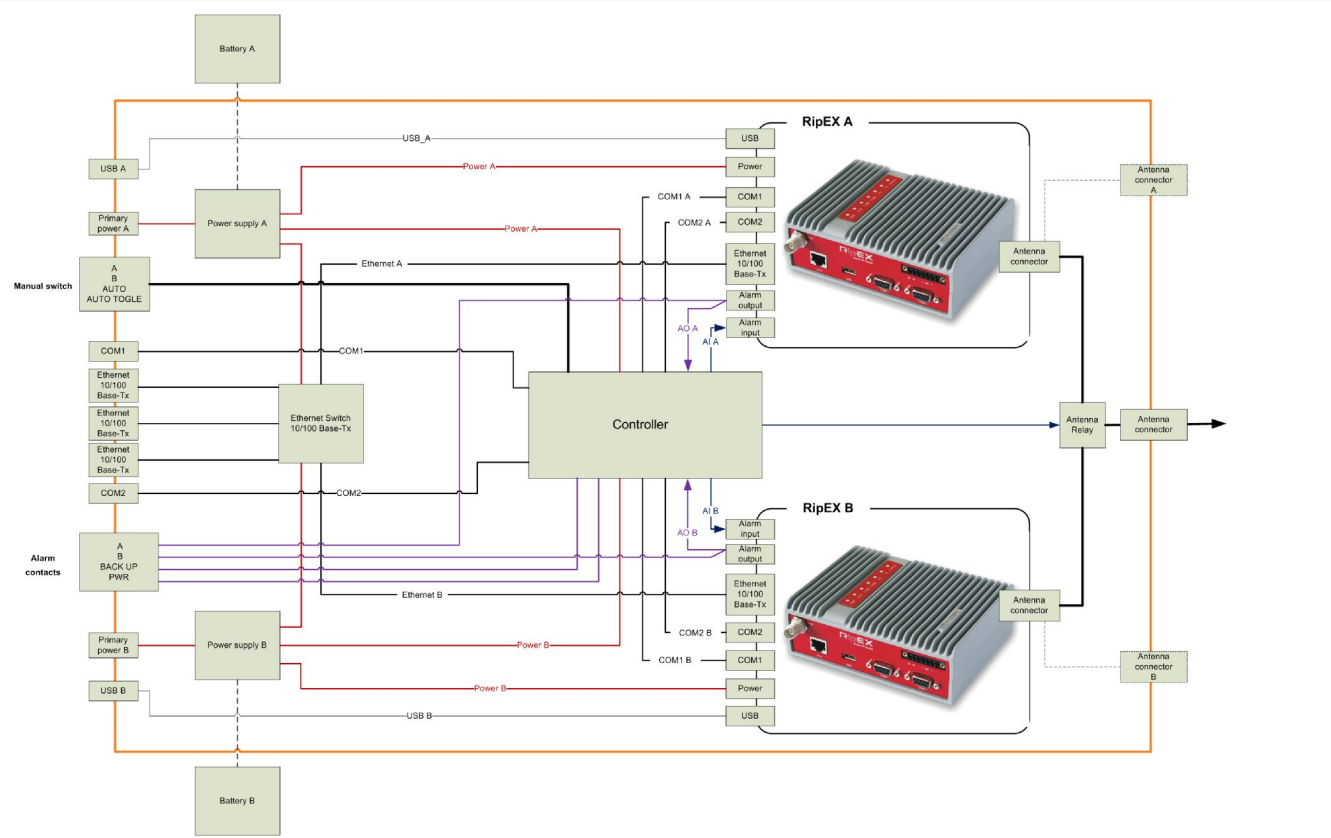 Battery A
RipEX A
USB_A
USB
USB A
Power A
Power
Antenna
connector
A
Primary
power A
Power supply A
COM1 A
COM1
COM2 A
COM2
Power A
Ethernet A
Ethernet
10/100
Base-Tx
RipEX
Antenna
connector
Manual switch
A
B
AUTO
AUTO TOGLE
Alarm
output
AO A
AI A
Alarm
input
COM1
COM1
Ethernet
10/100
Base-Tx
Ethernet
10/100
Base-Tx
Ethernet
10/100
Base-Tx
Ethernet Switch
10/100 Base-Tx
Controller
Antenna
Relay
Antenna
connector
COM2
COM2
RipEX B
AI B
AO B
Alarm
input
Alarm
output
Alarm
contacts
A
B
BACK UP
PWR
Ethernet B
Ethernet
10/100
Base-Tx
RipEX
Antenna
connector
COM2 B
COM2
Primary
power B
Power supply B
Power B
COM1 B
COM1
Antenna
connector
B
USB B
Power B
Power
USB B
USB
Battery B